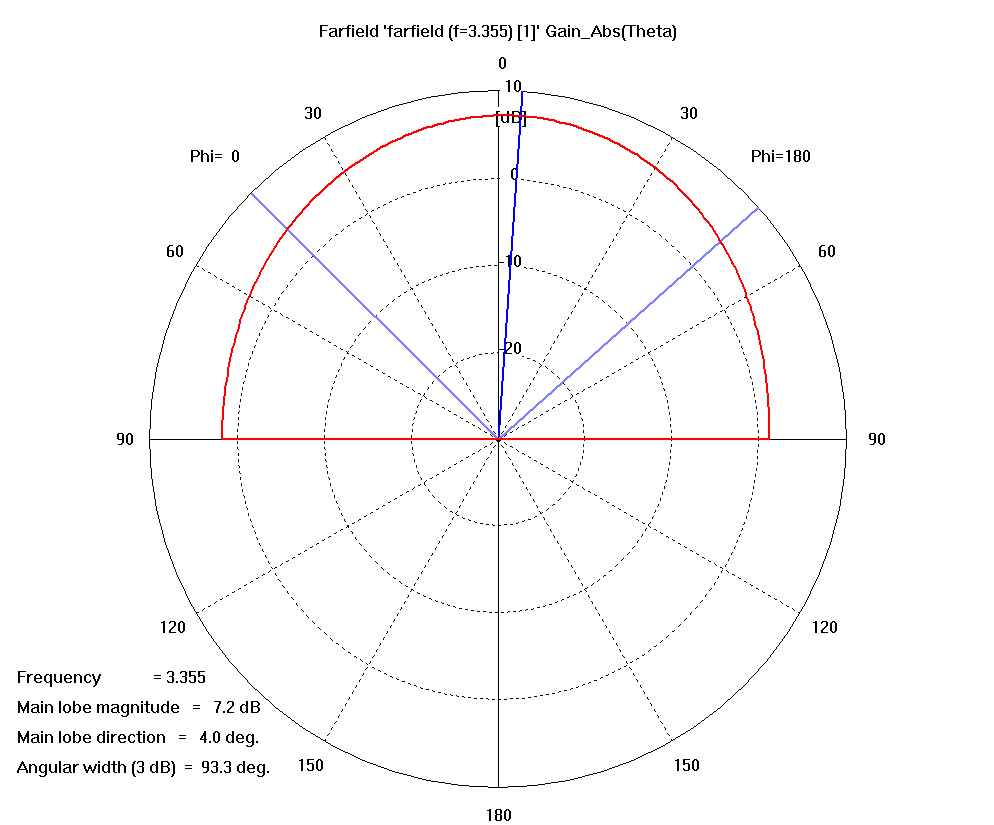 Farfield 'farfield (f=3.355) [1]' Gain_Abs(Theta)
0
10
30
30
[dB]
Phi= 0
Phi=180
0
60
60
-10
-20
90
90
120
120
Frequency = 3.355
Main lobe magnitude = 7.2 dB
Main lobe direction = 4.0 deg.
Angular width (3 dB) = 93.3 deg.
150
150
180